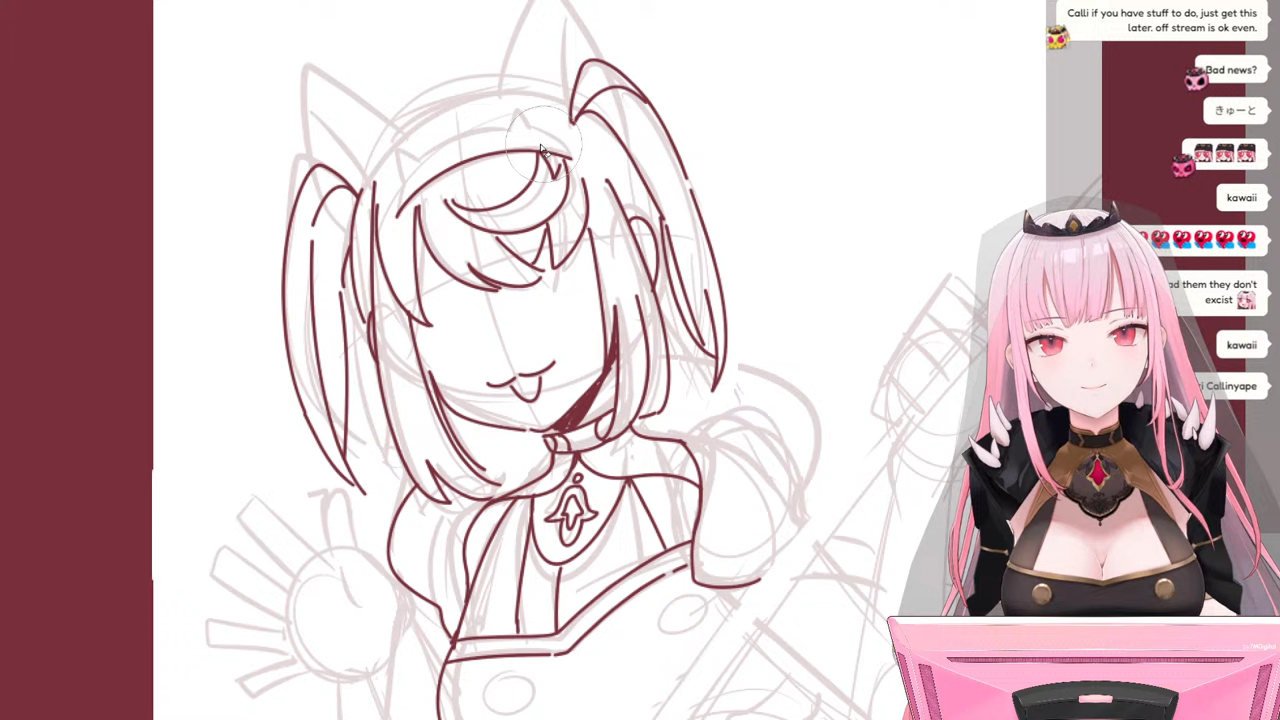 Calli if you have stuff to do, just get this
later. off stream is ok even.
Bad news?
きゅーと
kawaii
ad them they don't
excist
kawaii
Callinyape